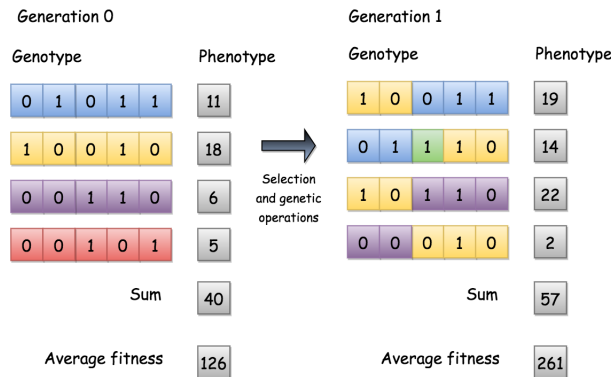 Generation 0
Genotype Phenotype
0 1 0 1 1 11
1 0 0 1 0 18
0 0 1 1 0 6
0 0 1 0 1 5
Sum 40
Average fitness 126
Selection
and genetic
operations
Generation 1
Genotype Phenotype
1 0 0 1 1 19
0 1 1 1 0 14
1 0 1 1 0 22
0 0 0 1 0 2
Sum 57
Average fitness 261